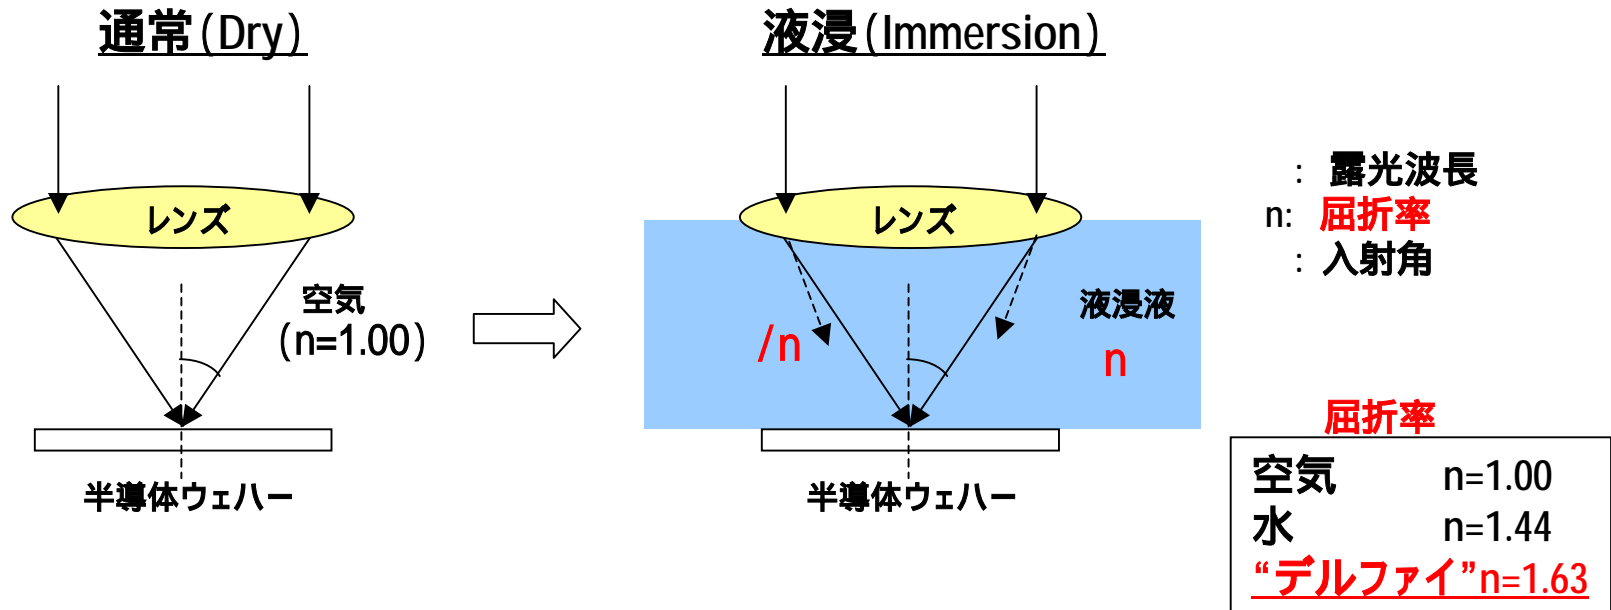 通常(Dry)
液浸(Immersion)
レンズ
レンズ
: 露光波長
n: 屈折率
: 入射角
空気
(n=1.00)
液浸液
/n
n
半導体ウェハー
半導体ウェハー
屈折率
空気 n=1.00
水 n=1.44
“デルファイ”n=1.63